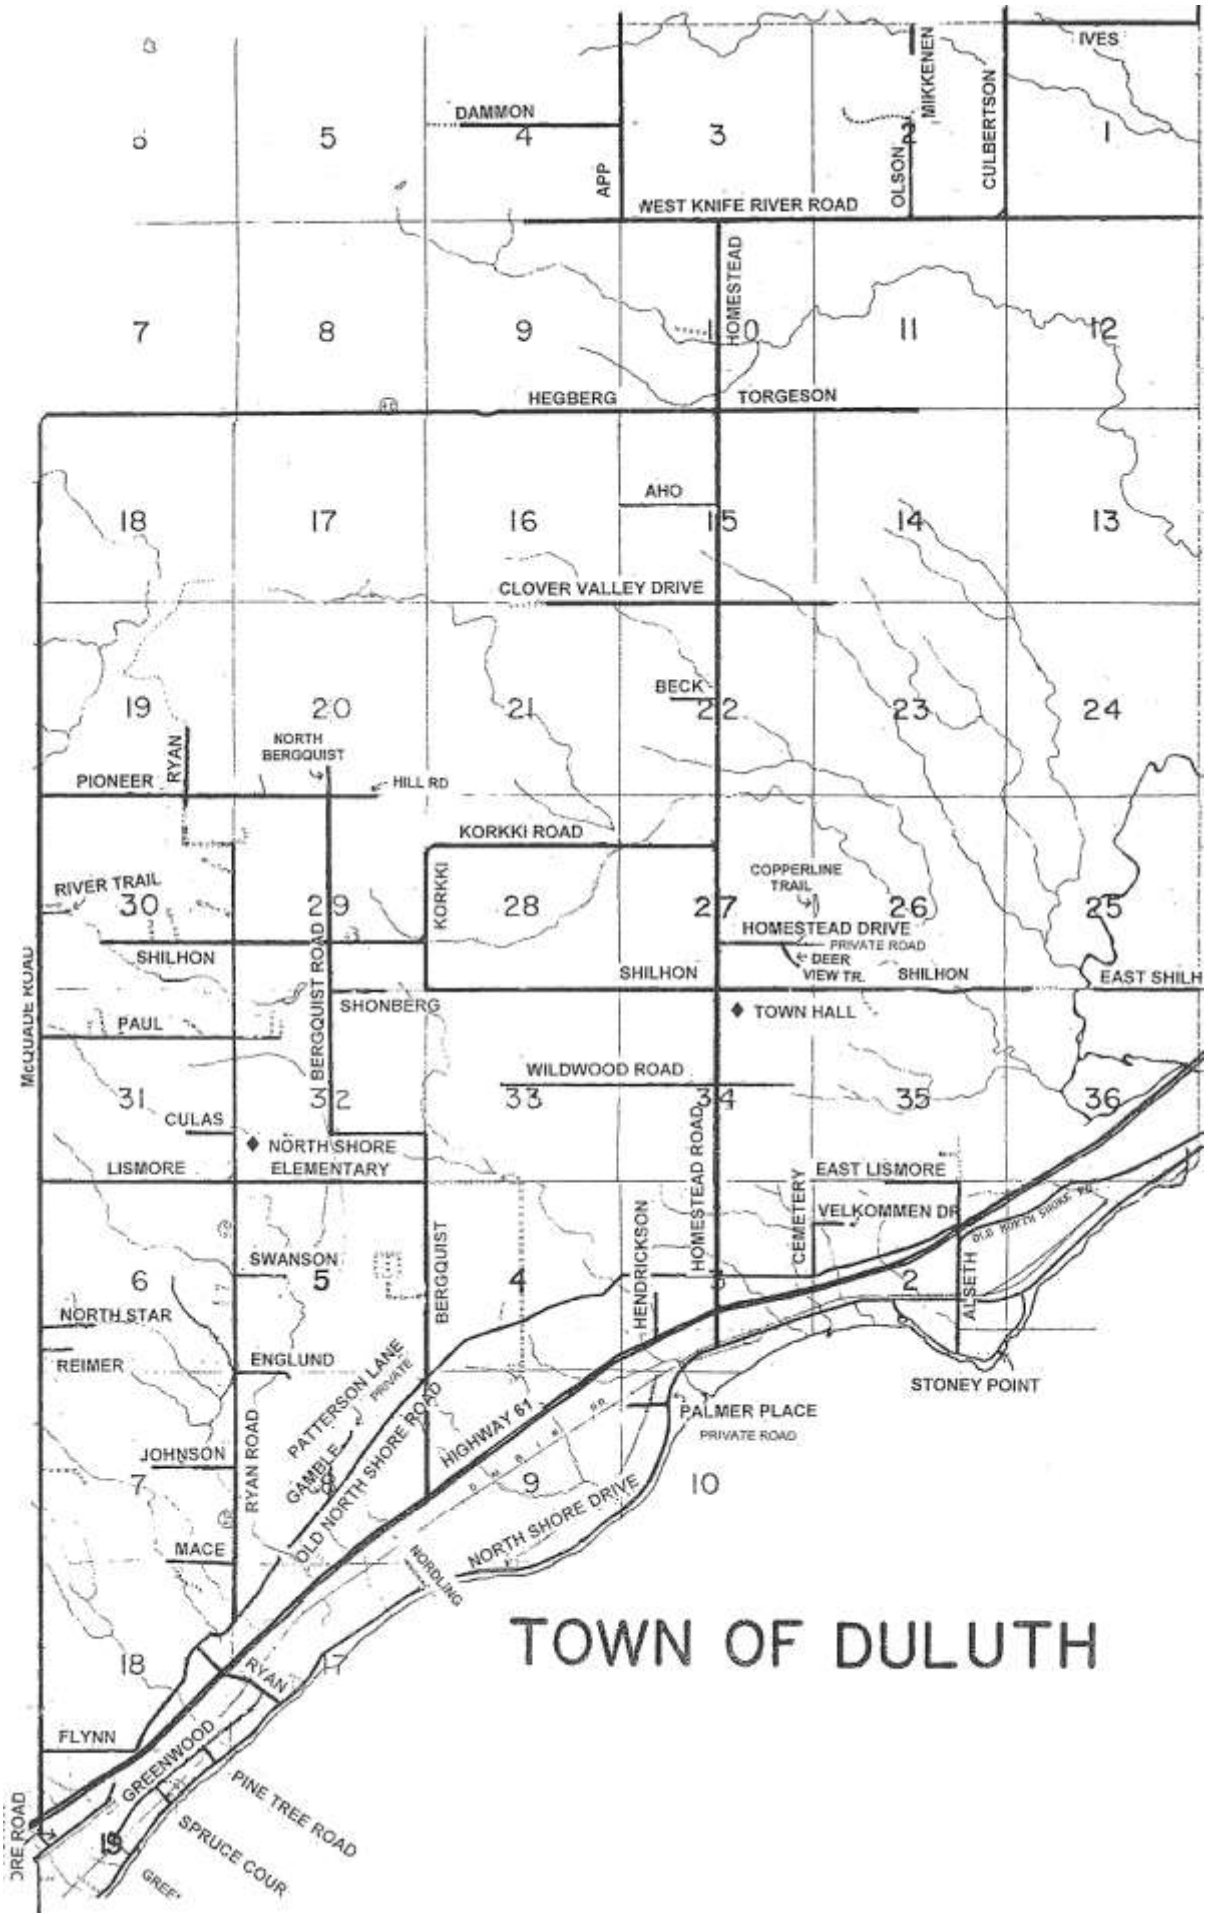 IVES
MIKKENEN
CULBERTSON
DAMMON
6
5
4
3
2
1
APP
OLSON
WEST KNIFE RIVER ROAD
HOMESTEAD
7
8
9
10
11
12
HEGBERG
TORGESON
AHO
18
17
16
15
14
13
CLOVER VALLEY DRIVE
BECK
19
20
21
22
23
24
NORTH
BERGQUIST
RYAN
PIONEER
HILL RD
KORKKI ROAD
COPPERLINE
TRAIL
RIVER TRAIL
KORKKI
30
29
28
27
26
25
HOMESTEAD DRIVE
PRIVATE ROAD
DEER
VIEW TR.
SHILHON
SHILHON
SHILHON
EAST SHILH
BERGQUIST ROAD
McQUADE ROAD
SHONBERG
TOWN HALL
PAUL
WILDWOOD ROAD
31
32
33
34
35
36
CULAS
NORTH SHORE
ELEMENTARY
LISMORE
EAST LISMORE
HOMESTEAD ROAD
CEMETERY
VELKOMMEN DR
OLD NORTH SHORE RD
HENDRICKSON
BERGQUIST
SWANSON
6
5
4
3
2
ALSETH
NORTH STAR
REIMER
ENGLUND
STONEY POINT
PATTERSON LANE
PRIVATE
GAMBLE
OLD NORTH SHORE ROAD
HIGHWAY 61
PALMER PLACE
PRIVATE ROAD
RYAN ROAD
JOHNSON
7
8
9
10
NORTH SHORE DRIVE
MACE
NORDLING
TOWN OF DULUTH
18
17
RYAN
FLYNN
GREENWOOD
PINE TREE ROAD
SPRUCE COUR
19
ORE ROAD